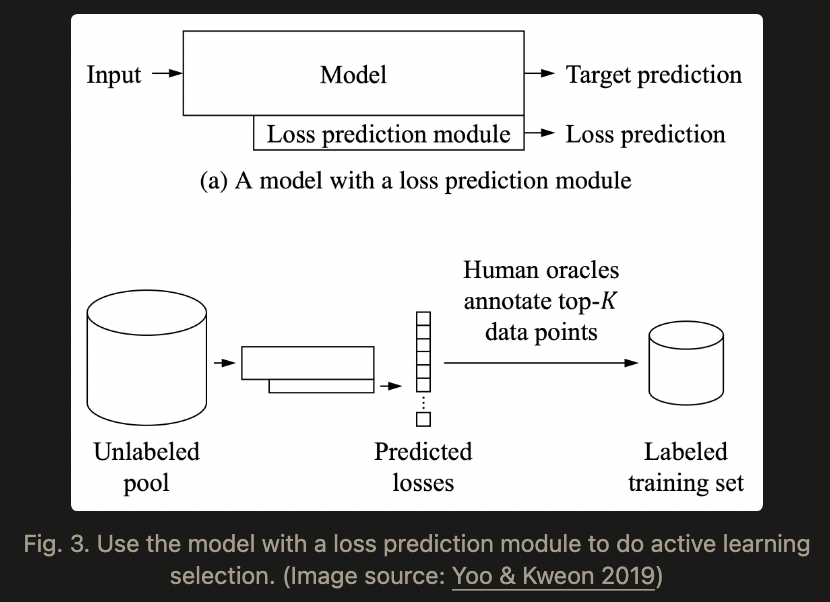 Input
Model
Target prediction
Loss prediction module
Loss prediction
(a) A model with a loss prediction module
Human oracles
annotate top-K
data points
Unlabeled
pool
Predicted
losses
Labeled
training set
Fig. 3. Use the model with a loss prediction module to do active learning
selection. (Image source: Yoo & Kweon 2019)